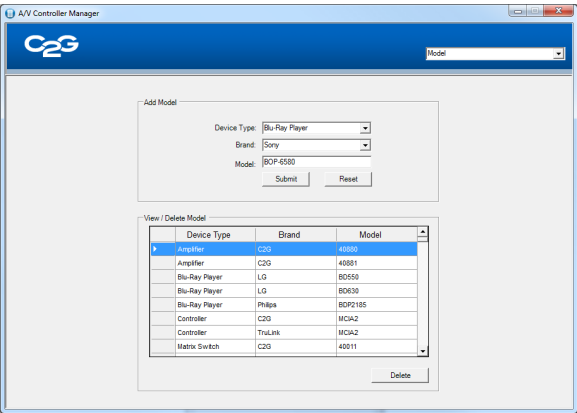 A/V Controller Manager
C2G
Model
Add Model
Device Type: Blu-Ray Player
Brand: Sony
Model: BOP-6580
Submit Reset
View / Delete Model
Device Type Brand Model
Amplifier C2G 40880
Amplifier C2G 40881
Blu-Ray Player LG BD550
Blu-Ray Player LG BD630
Blu-Ray Player Philips BDP2185
Controller C2G MCIA2
Controller TruLink MCIA2
Matrix Switch C2G 40011
Delete